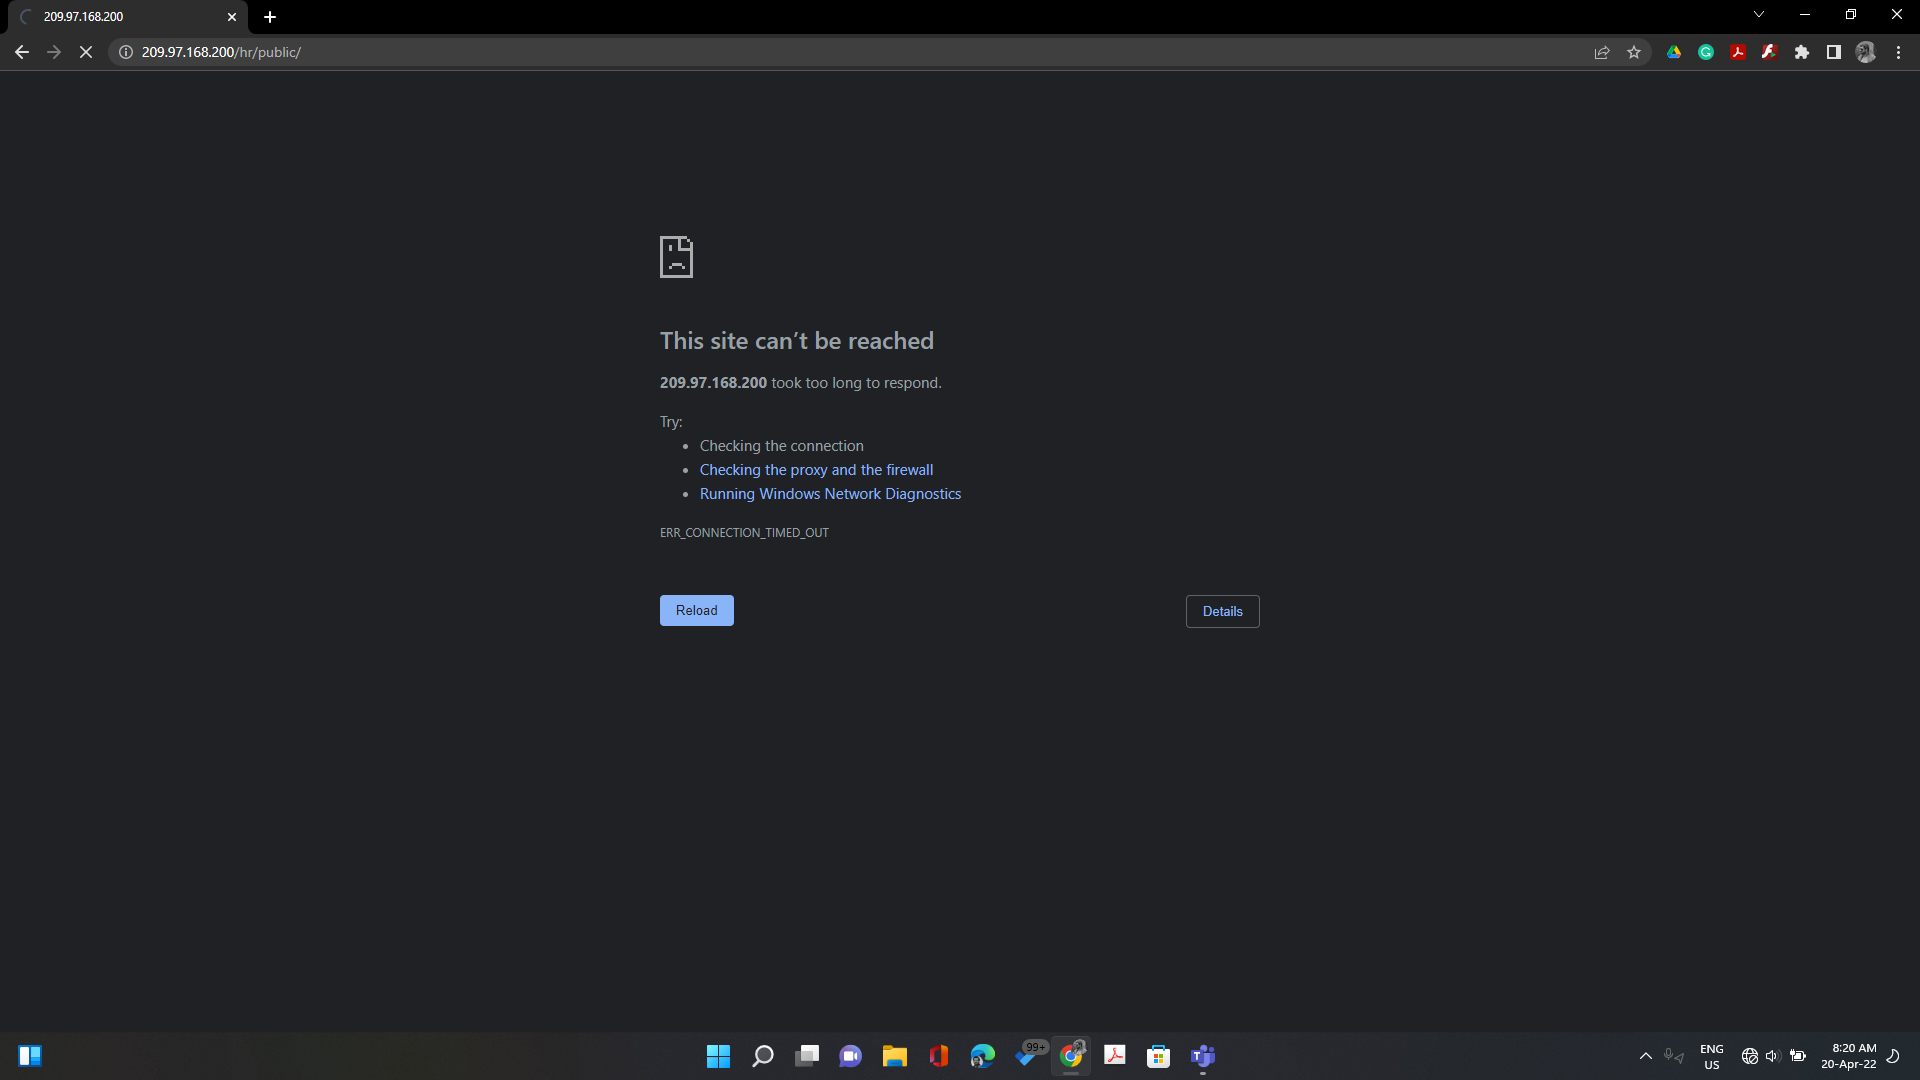 209.97.168.200
209.97.168.200/hr/public/
This site can’t be reached
209.97.168.200 took too long to respond.
Try:
Checking the connection
Checking the proxy and the firewall
Running Windows Network Diagnostics
ERR_CONNECTION_TIMED_OUT
Reload
Details
99+
ENG
US
8:20 AM
20-Apr-22